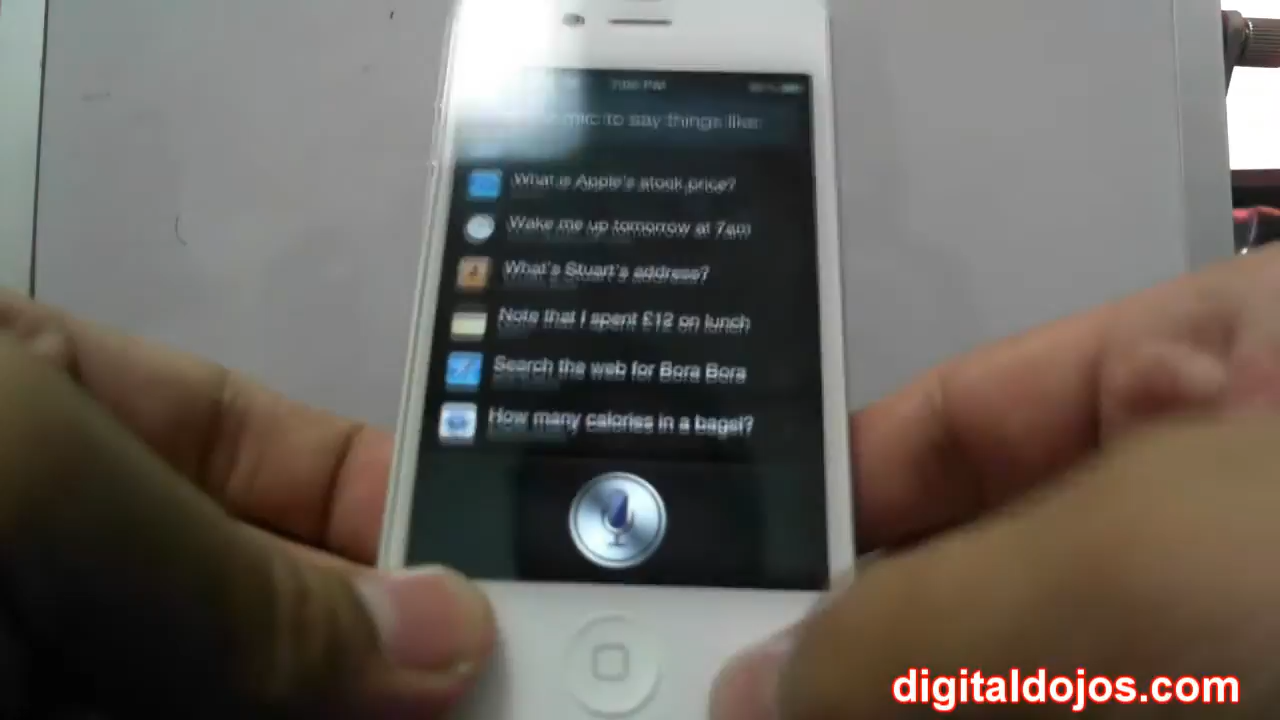 mic to say things like:
What is Apple's stock price?
Wake me up tomorrow at 7am
What's Stuart's address?
Note that I spent £12 on lunch
Search the web for Bora Bora
How many calories in a bagel?
digitaldojos.com